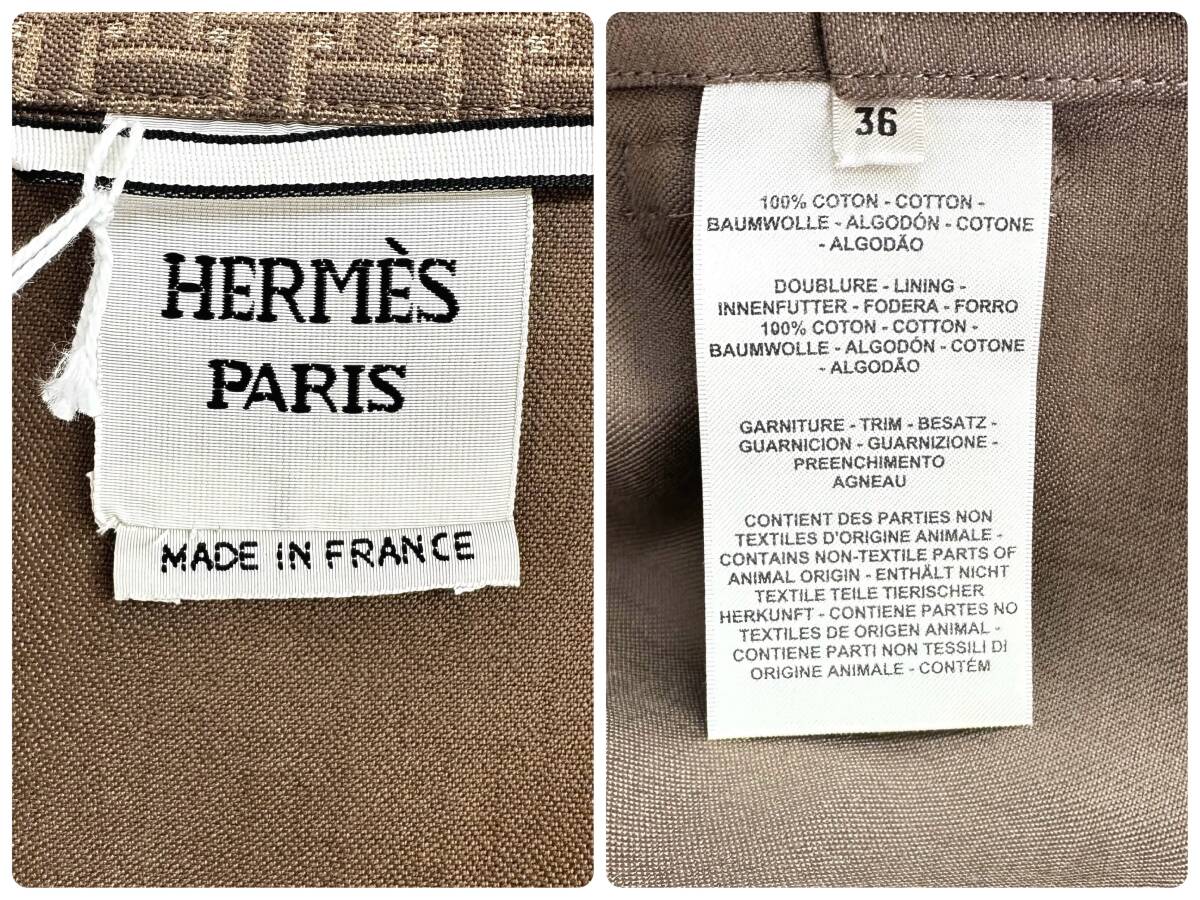 HERMÈS
PARIS
MADE IN FRANCE
36
100% COTON - COTTON -
BAUMWOLLE - ALGODÓN - COTONE
- ALGODÃO
DOUBLURE - LINING -
INNENFUTTER - FODERA - FORRO
100% COTON - COTTON -
BAUMWOLLE - ALGODÓN - COTONE
- ALGODÃO
GARNITURE - TRIM - BESATZ -
GUARNICION - GUARNIZIONE -
PREENCHIMENTO
AGNEAU
CONTIENT DES PARTIES NON
TEXTILES D'ORIGINE ANIMALE -
CONTAINS NON-TEXTILE PARTS OF
ANIMAL ORIGIN - ENTHÄLT NICHT
TEXTILE TEILE TIERISCHER
HERKUNFT - CONTIENE PARTES NO
TEXTILES DE ORIGEN ANIMAL -
CONTIENE PARTI NON TESSILI DI
ORIGINE ANIMALE - CONTÉM